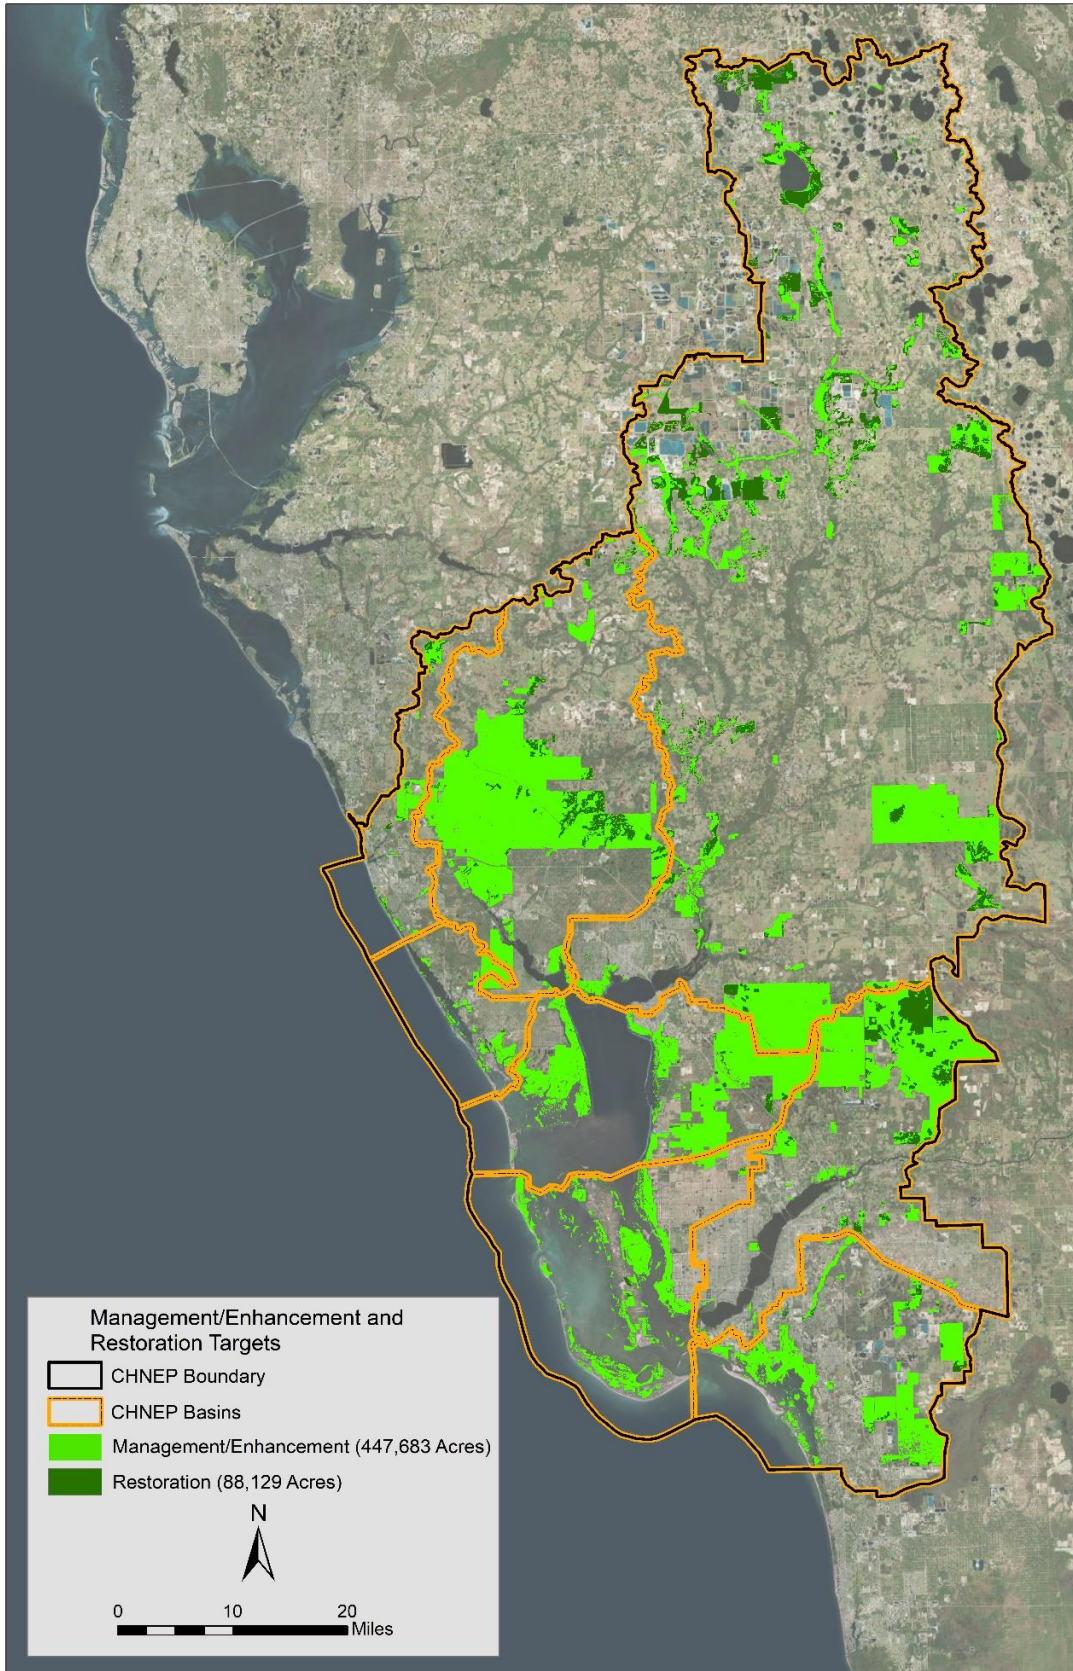 Management/Enhancement and
Restoration Targets
CHNEP Boundary
CHNEP Basins
Management/Enhancement (447,683 Acres)
Restoration (88,129 Acres)
N
0 10 20
Miles